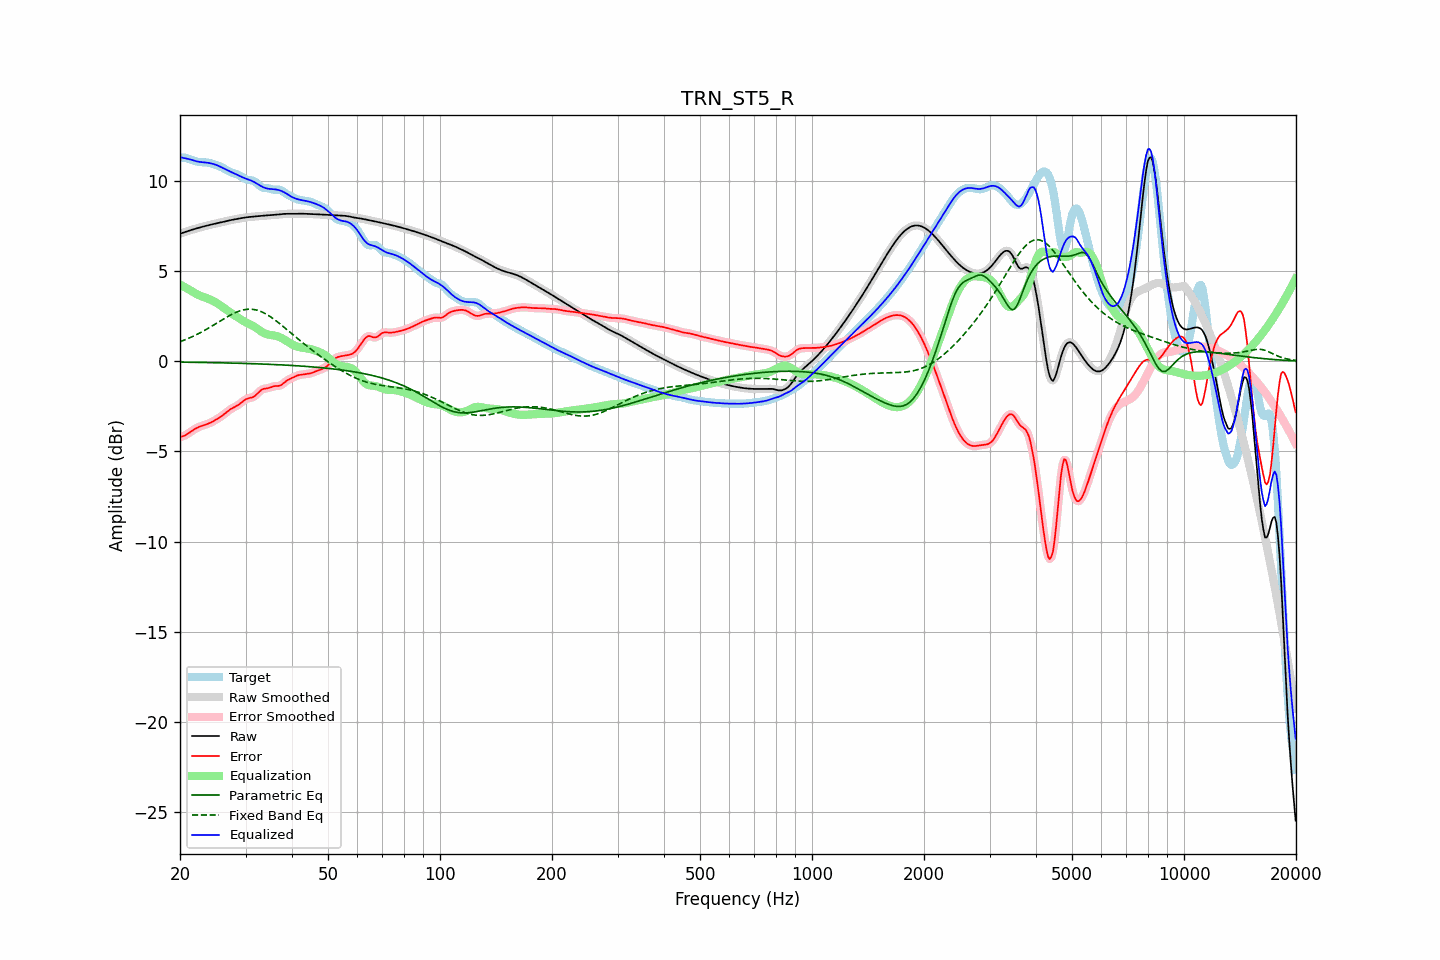 TRN_ST5_R
10
5
0
−5
−10
−15
−20
−25
Amplitude (dBr)
Target
Raw Smoothed
Error Smoothed
Raw
Error
Equalization
Parametric Eq
Fixed Band Eq
Equalized
20 50 100 200 500 1000 2000 5000 10000 20000
Frequency (Hz)